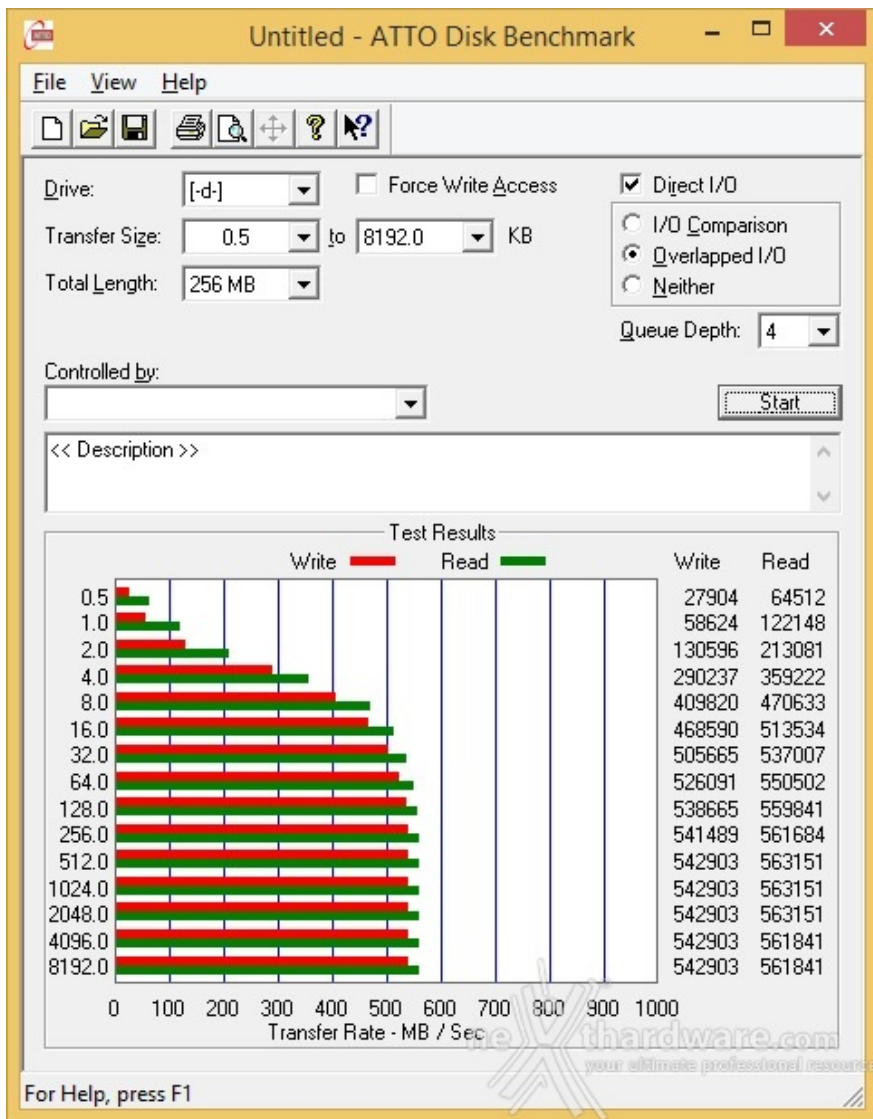 Untitled - ATTO Disk Benchmark
File View Help
Drive: [-d-] Force Write Access Direct I/O
Transfer Size: 0.5 to 8192.0 KB I/O Comparison
Overlapped I/O
Total Length: 256 MB Neither
Queue Depth: 4
Controlled by:
Start
<< Description >>
Test Results
Write Read Write Read
0.5 27904 64512
1.0 58624 122148
2.0 130596 213081
4.0 290237 359222
8.0 409820 470633
16.0 468590 513534
32.0 505665 537007
64.0 526091 550502
128.0 538665 559841
256.0 541489 561684
512.0 542903 563151
1024.0 542903 563151
2048.0 542903 563151
4096.0 542903 561841
8192.0 542903 561841
0 100 200 300 400 500 600 700 800 900 1000
Transfer Rate - MB / Sec
neXthardware.com
your ultimate professional resource
For Help, press F1